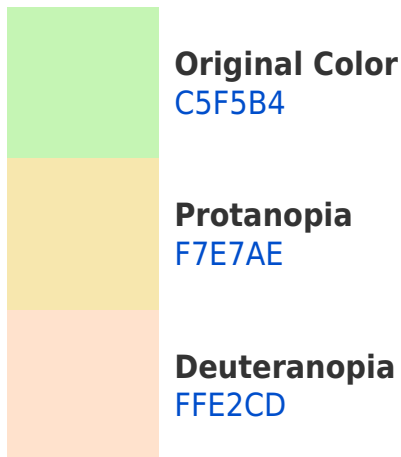 Original Color
C5F5B4
Protanopia
F7E7AE
Deuteranopia
FFE2CD